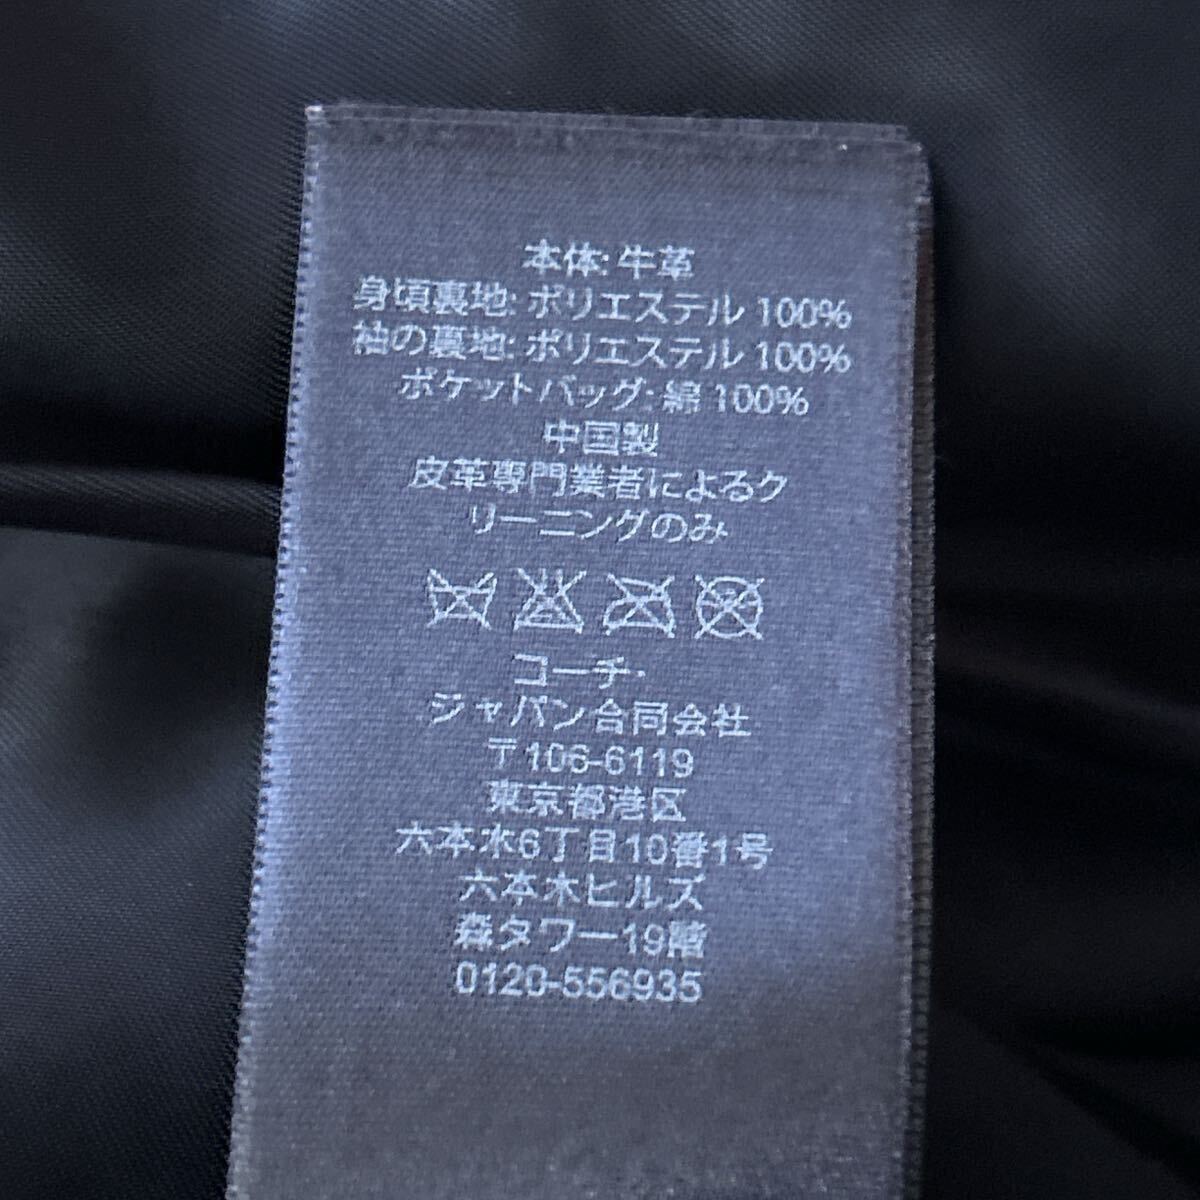 本体: 牛革
身頃裏地: ポリエステル 100%
袖の裏地: ポリエステル 100%
ポケットバッグ: 綿 100%
中国製
皮革専門業者によるク
リーニングのみ
コーチ・
ジャパン合同会社
〒106-6119
東京都港区
六本木6丁目10番1号
六本木ヒルズ
森タワー19階
0120-556935